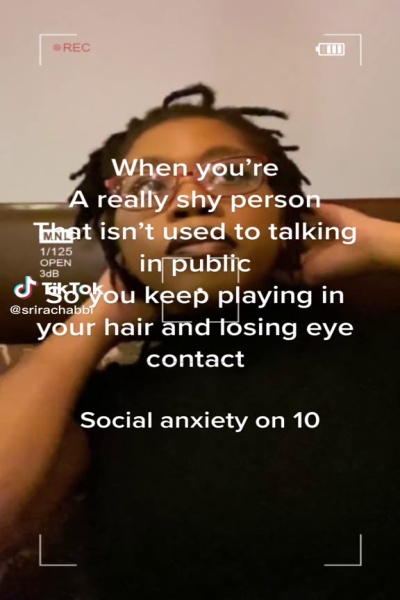 REC
When you're
A really shy person
That isn't used to talking
in public
MNL
1/125
OPEN
3dB
TikTok
@srirachabbi
So you keep playing in
your hair and losing eye
contact
Social anxiety on 10